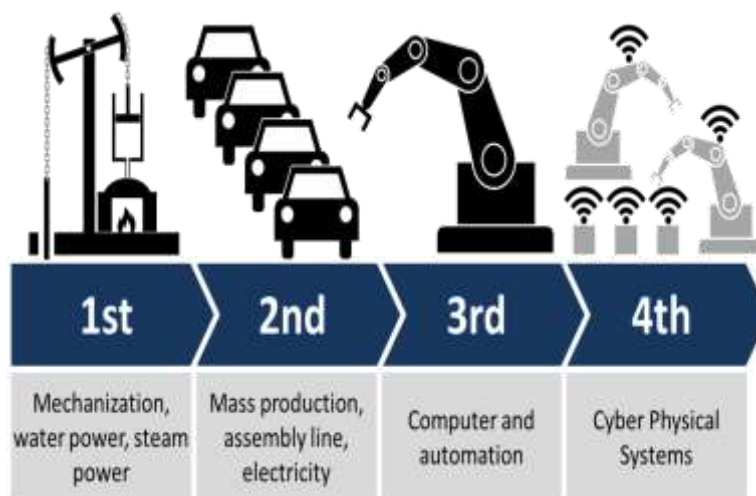 1st
2nd
3rd
4th
Mechanization,
water power, steam
power
Mass production,
assembly line,
electricity
Computer and
automation
Cyber Physical
Systems